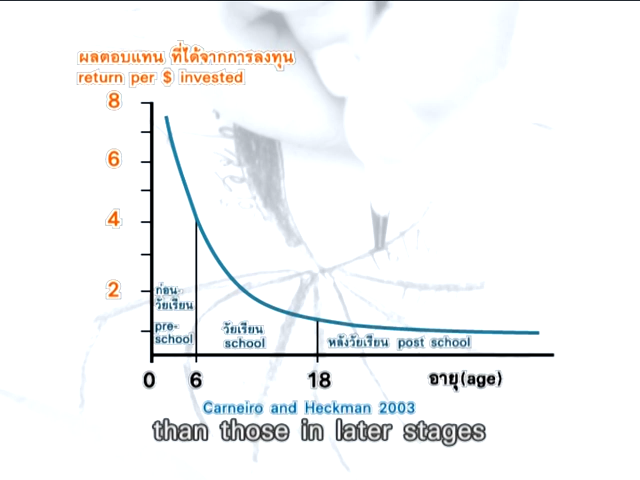 ผลตอบแทน ที่ได้จากการลงทุน
return per $ invested
8
6
4
2
ก่อน
วัยเรียน
pre-
school
วัยเรียน
school
หลังวัยเรียน post school
0 6 18 อายุ(age)
Carneiro and Heckman 2003
than those in later stages